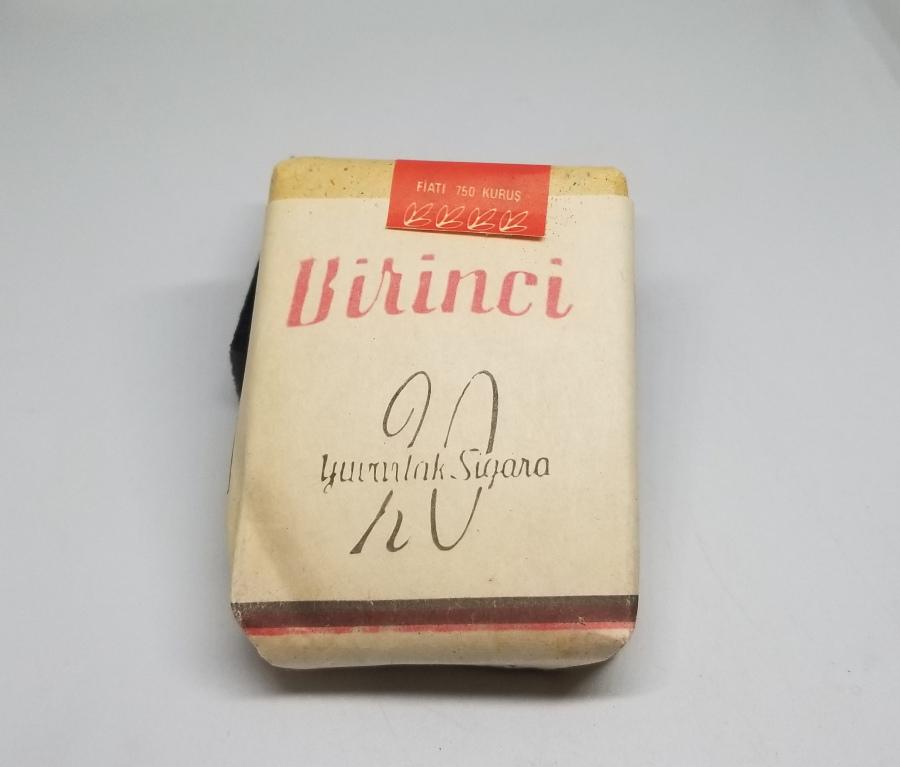 FİATI 750 KURUŞ
Birinci
20
Yuvarlak Sigara